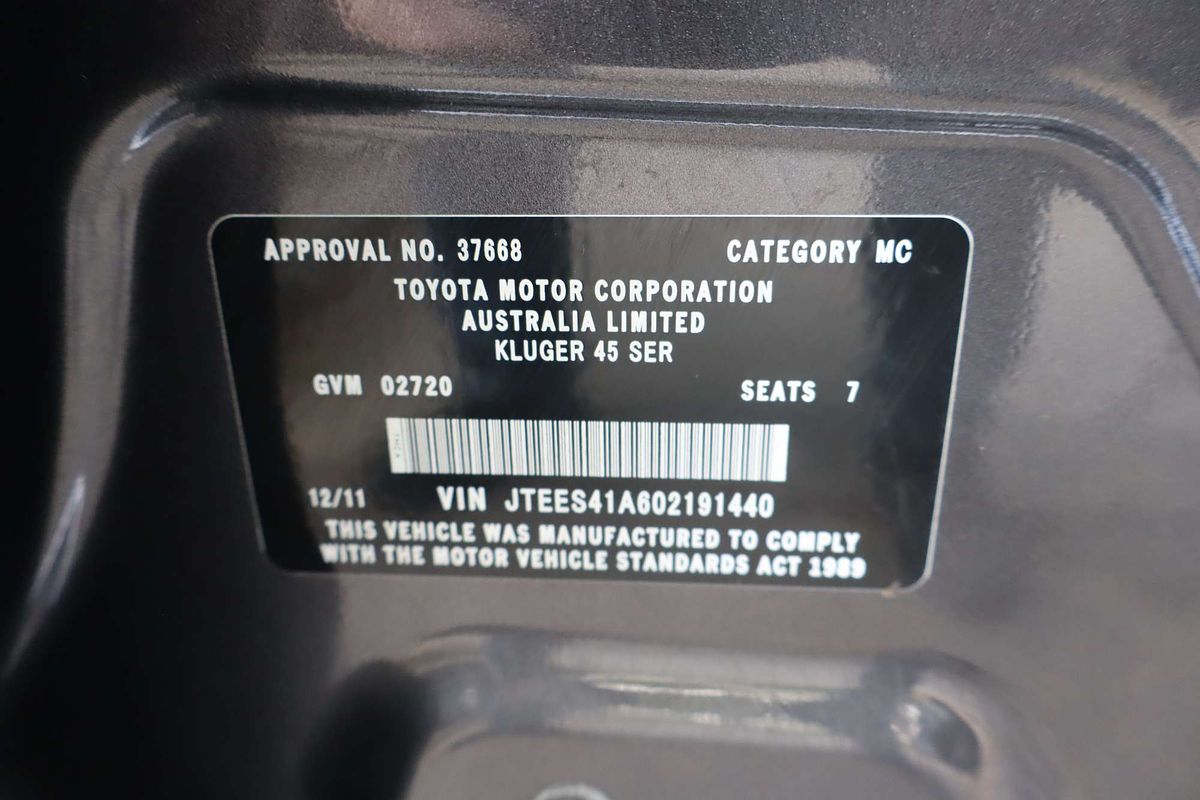 APPROVAL NO. 37668 CATEGORY MC
TOYOTA MOTOR CORPORATION
AUSTRALIA LIMITED
KLUGER 45 SER
GVM 02720 SEATS 7
12/11 VIN JTEES41A602191440
THIS VEHICLE WAS MANUFACTURED TO COMPLY
WITH THE MOTOR VEHICLE STANDARDS ACT 1989